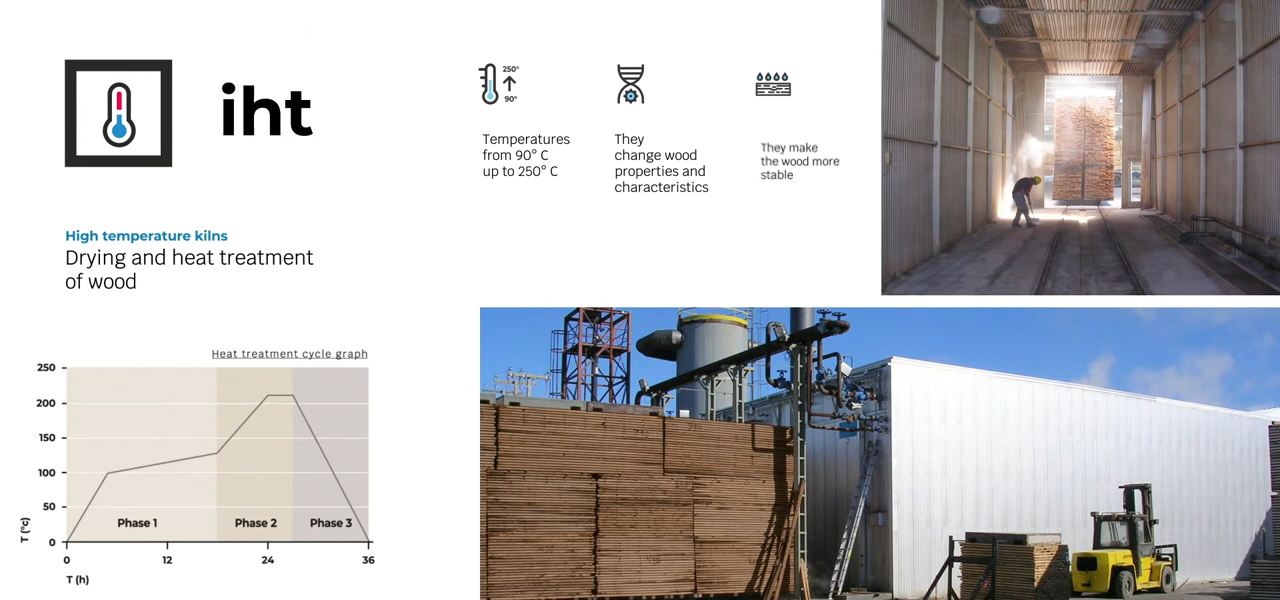 iht
250°
90°
Temperatures
from 90° C
up to 250° C
They
change wood
properties and
characteristics
They make
the wood more
stable
High temperature kilns
Drying and heat treatment
of wood
Heat treatment cycle graph
250
200
150
100
50
0
T (°c)
Phase 1
Phase 2
Phase 3
0
12
24
36
T (h)